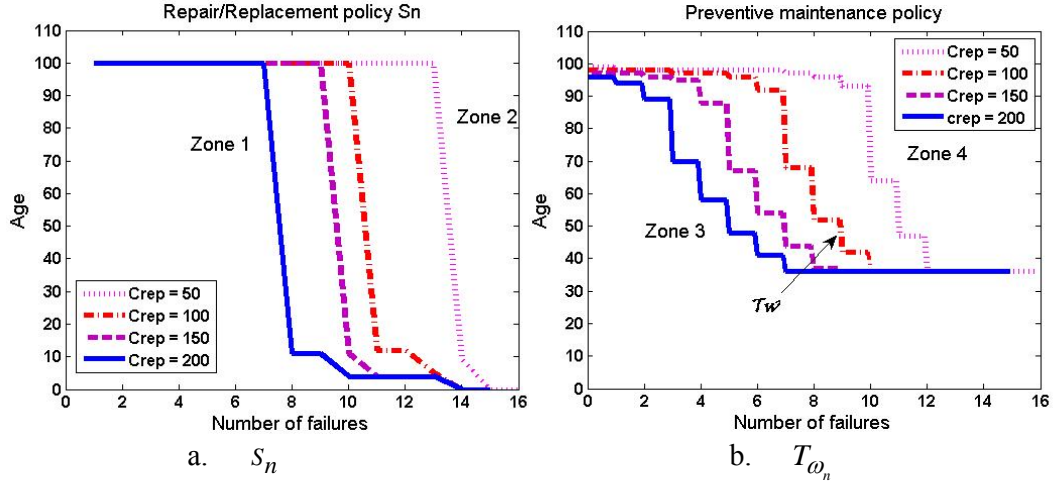 Repair/Replacement policy Sn
110
100
90
80
70
60
50
40
30
20
10
0
Age
Zone 1
Zone 2
Crep = 50
Crep = 100
Crep = 150
Crep = 200
0 2 4 6 8 10 12 14 16
Number of failures
a. Sn
Preventive maintenance policy
110
100
90
80
70
60
50
40
30
20
10
0
Age
Crep = 50
Crep = 100
Crep = 150
crep = 200
Zone 4
Zone 3
Tw
0 2 4 6 8 10 12 14 16
Number of failures
b. Tωn